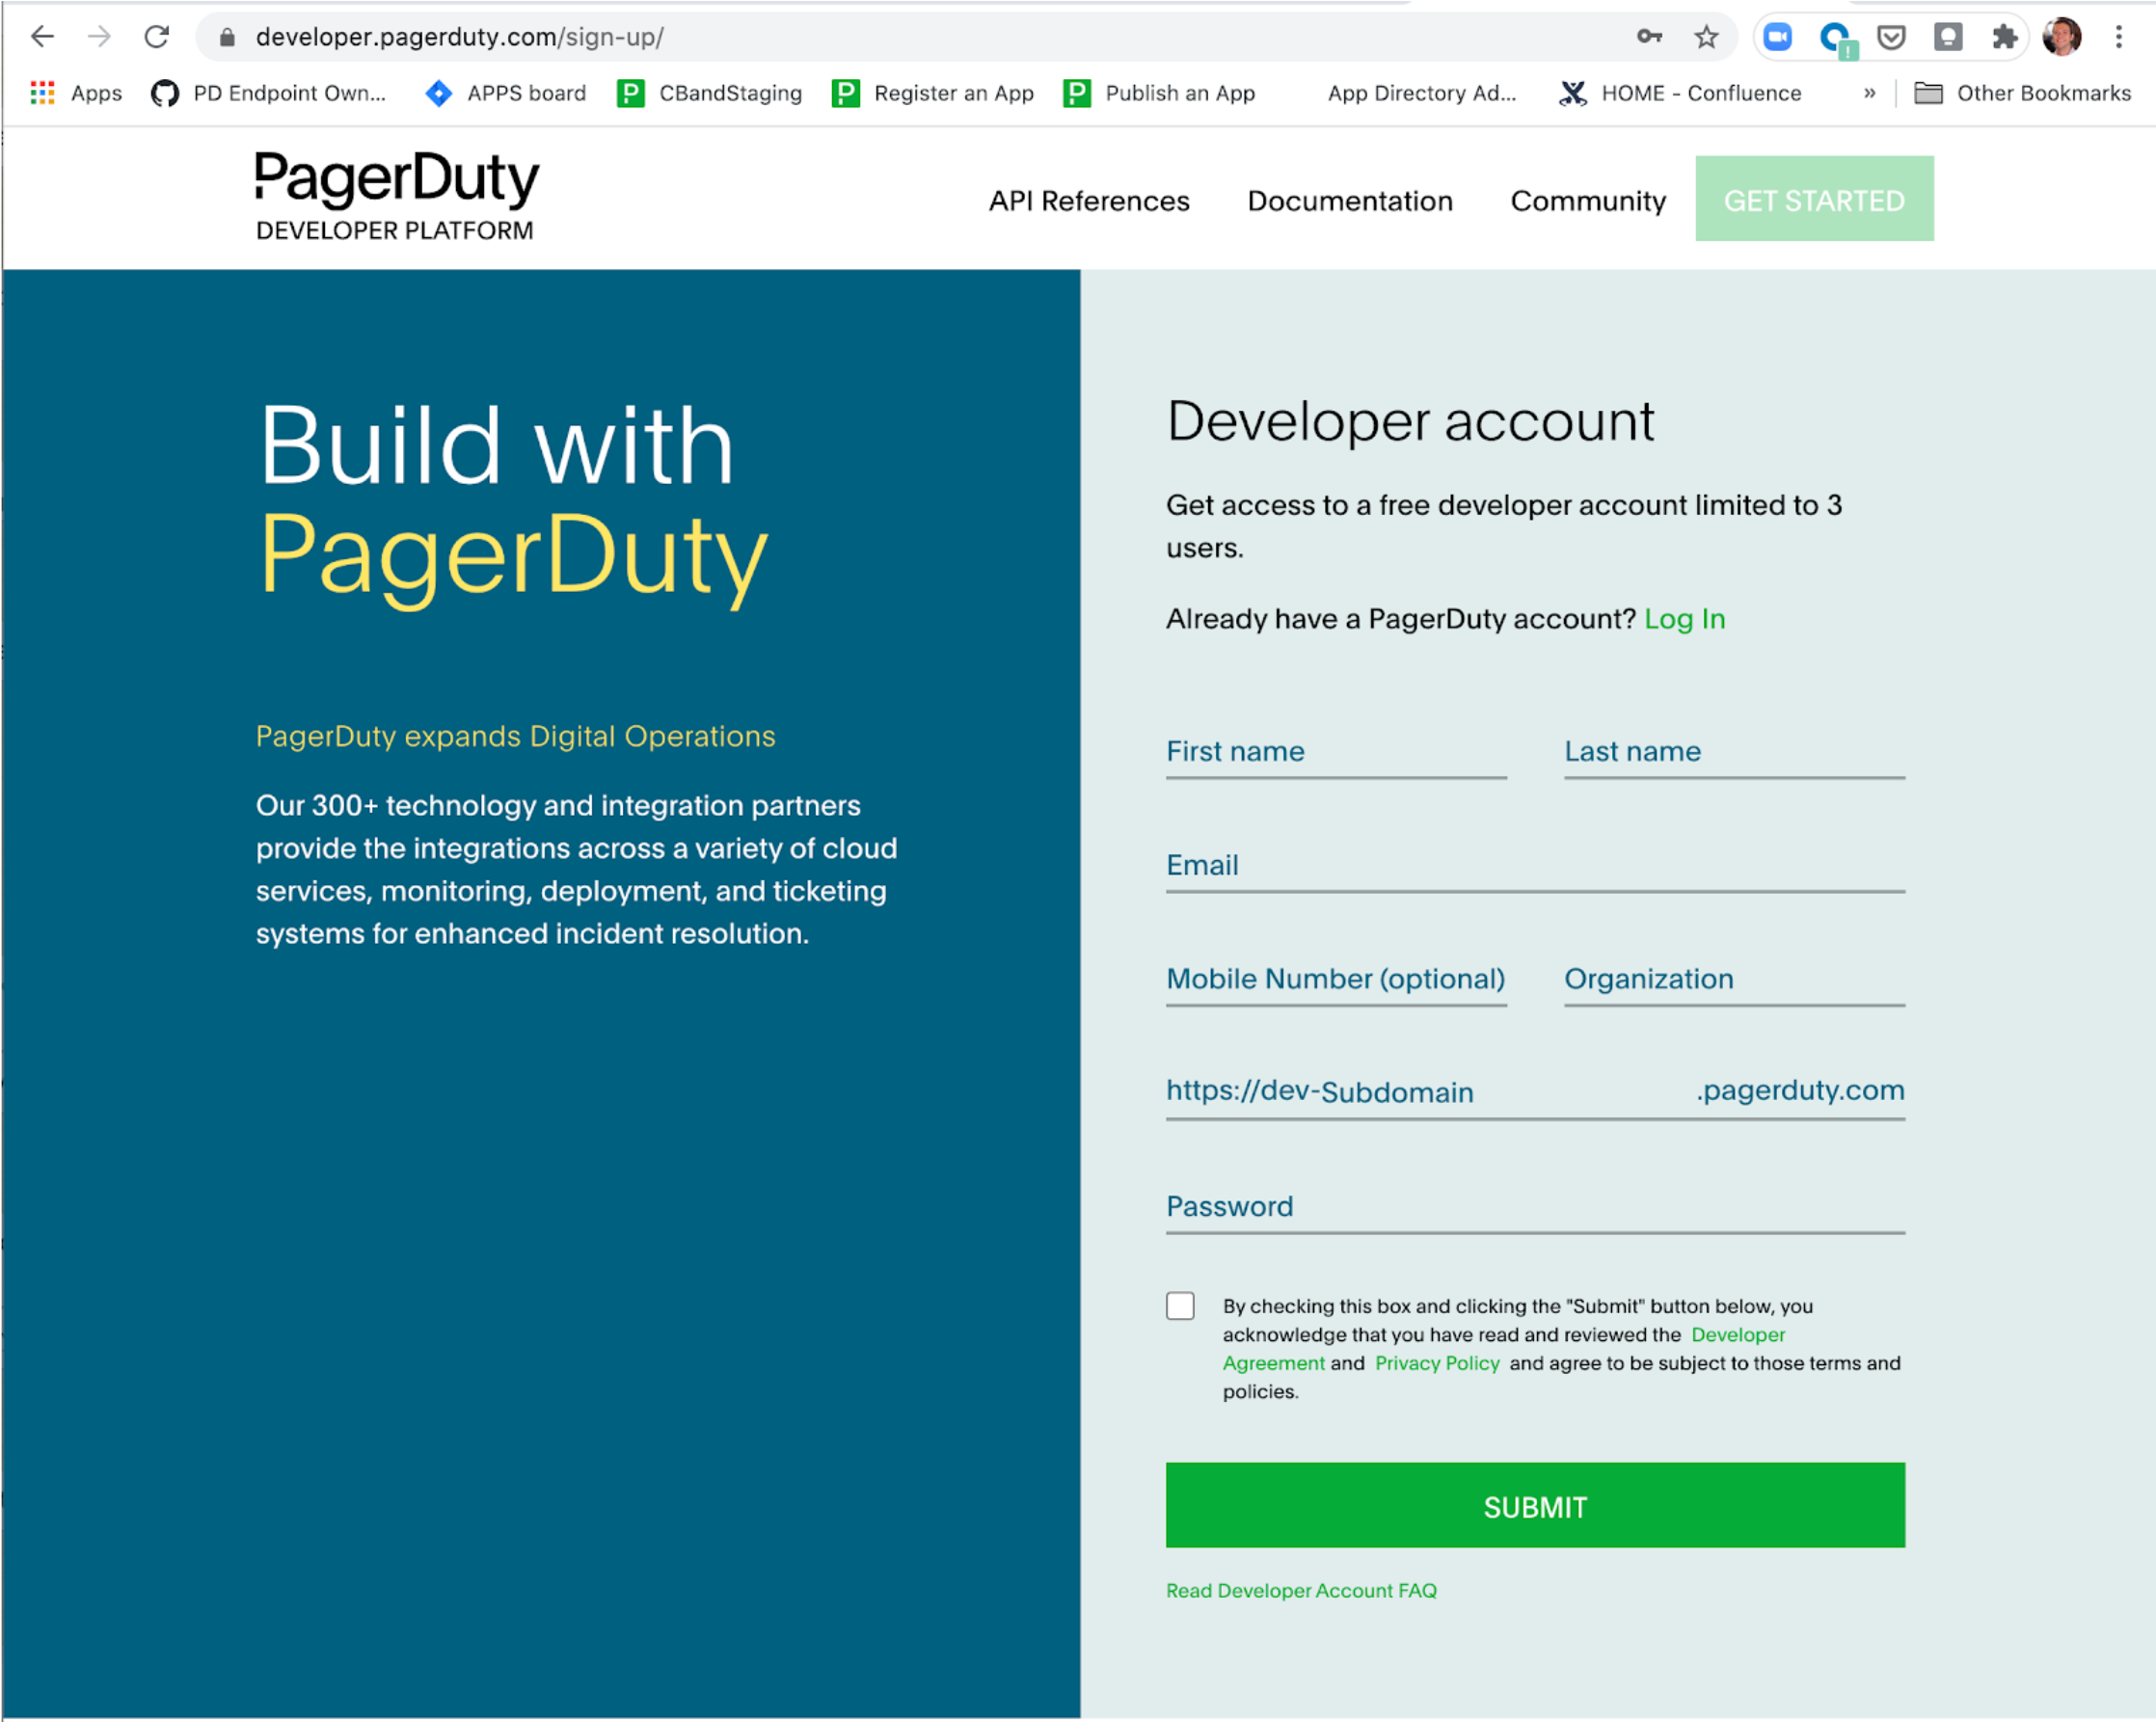 developer.pagerduty.com/sign-up/
Apps PD Endpoint Own... APPS board CBandStaging Register an App Publish an App App Directory Ad... HOME - Confluence » Other Bookmarks
PagerDuty
DEVELOPER PLATFORM
API References Documentation Community GET STARTED
Build with
PagerDuty
PagerDuty expands Digital Operations
Our 300+ technology and integration partners
provide the integrations across a variety of cloud
services, monitoring, deployment, and ticketing
systems for enhanced incident resolution.
Developer account
Get access to a free developer account limited to 3
users.
Already have a PagerDuty account? Log In
First name Last name
Email
Mobile Number (optional) Organization
https://dev-Subdomain .pagerduty.com
Password
By checking this box and clicking the "Submit" button below, you
acknowledge that you have read and reviewed the Developer
Agreement and Privacy Policy and agree to be subject to those terms and
policies.
SUBMIT
Read Developer Account FAQ